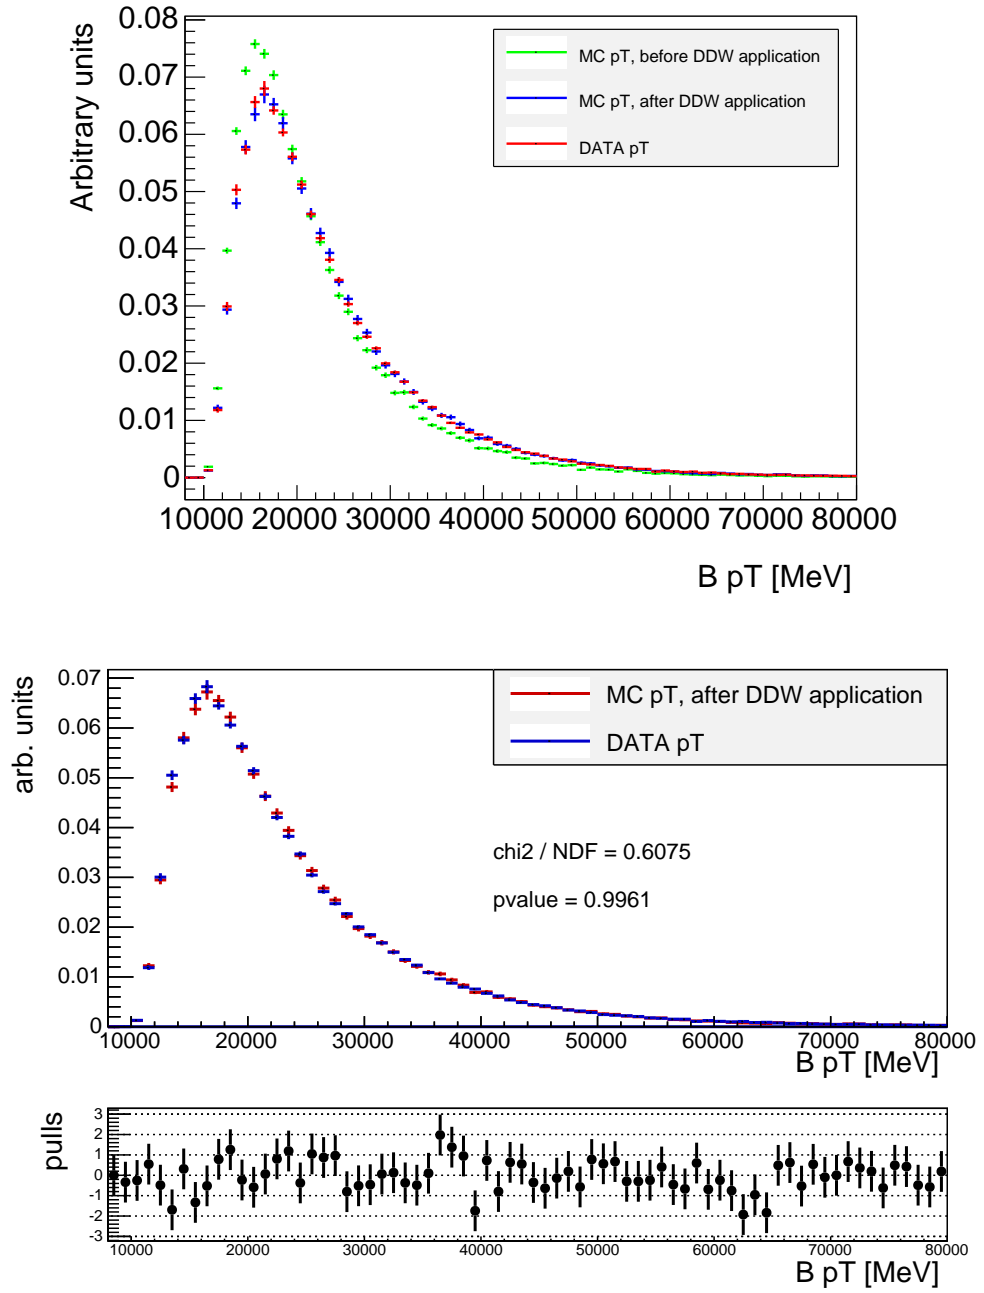 0.08
0.07
0.06
0.05
0.04
0.03
0.02
0.01
0
Arbitrary units
MC pT, before DDW application
MC pT, after DDW application
DATA pT
10000 20000 30000 40000 50000 60000 70000 80000
B pT [MeV]
0.07
0.06
0.05
0.04
0.03
0.02
0.01
0
arb. units
MC pT, after DDW application
DATA pT
chi2 / NDF = 0.6075
pvalue = 0.9961
10000 20000 30000 40000 50000 60000 70000 80000
B pT [MeV]
3
2
1
0
-1
-2
-3
pulls
10000 20000 30000 40000 50000 60000 70000 80000
B pT [MeV]